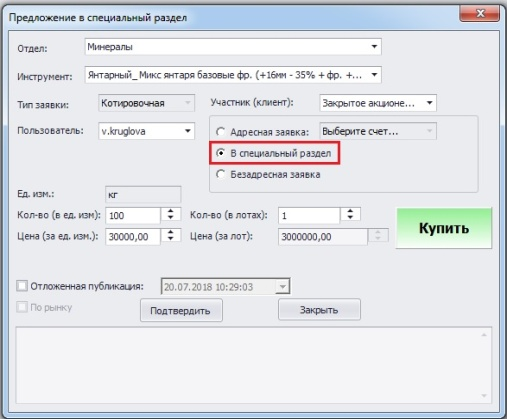 Предложение в специальный раздел
Отдел: Минералы
Инструмент: Янтарный_ Микс янтаря базовые фр. (+16мм - 35% + фр. +...
Тип заявки: Котировочная Участник (клиент): Закрытое акционе...
Пользователь: v.kruglova
Адресная заявка: Выберите счет...
В специальный раздел
Безадресная заявка
Ед. изм.: кг
Кол-во (в ед. изм): 100 Кол-во (в лотах): 1
Цена (за ед. изм.): 30000,00 Цена (за лот): 3000000,00
Купить
Отложенная публикация: 20.07.2018 10:29:03
По рынку
Подтвердить Закрыть